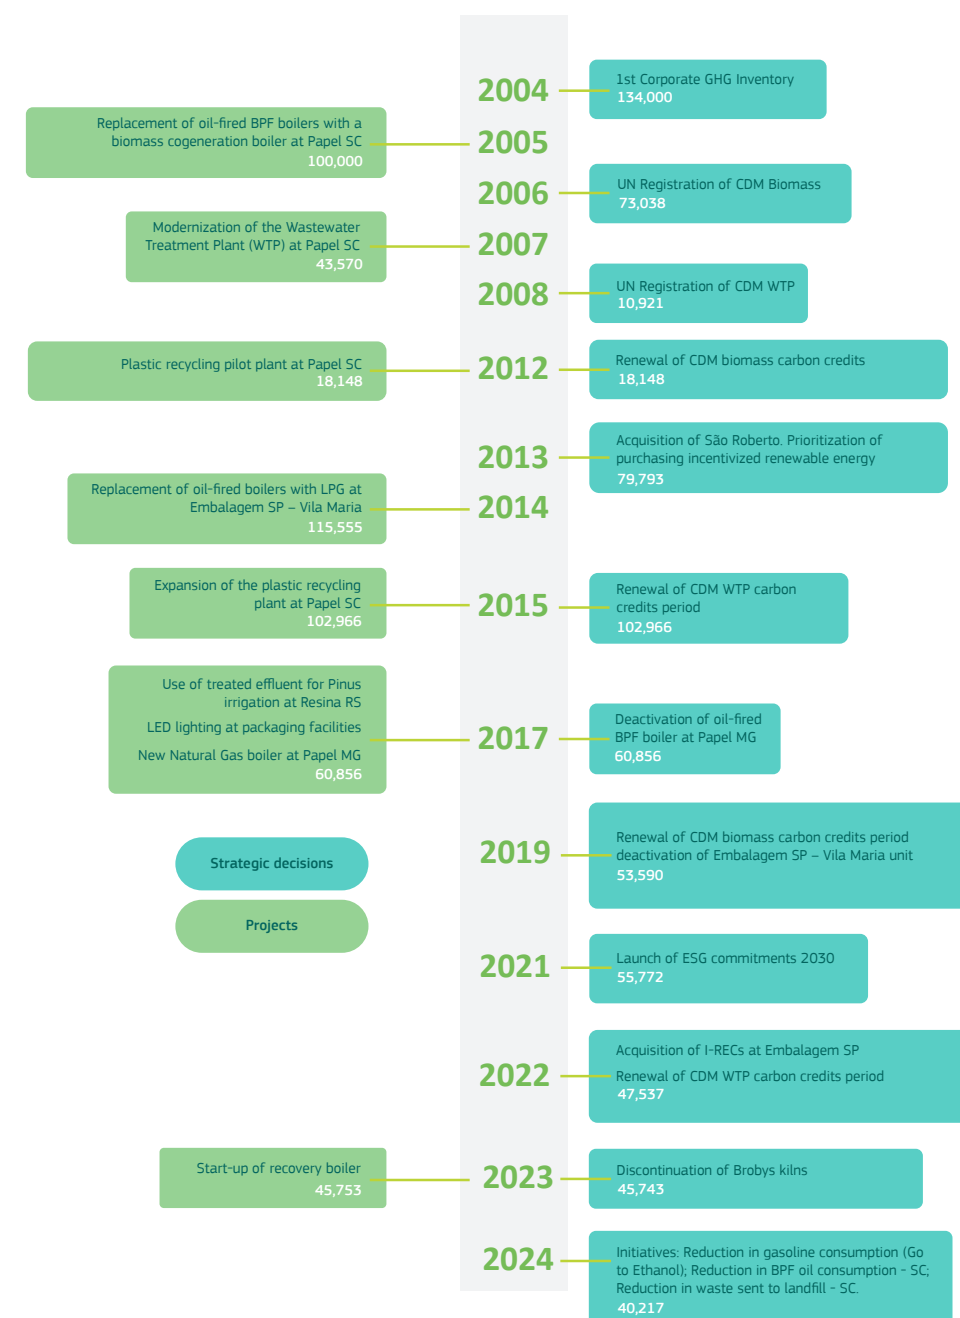 2004
1st Corporate GHG Inventory
134,000
Replacement of oil-fired BPF boilers with a
biomass cogeneration boiler at Papel SC
100,000
2005
2006
UN Registration of CDM Biomass
73,038
Modernization of the Wastewater
Treatment Plant (WTP) at Papel SC
43,570
2007
2008
UN Registration of CDM WTP
10,921
Plastic recycling pilot plant at Papel SC
18,148
2012
Renewal of CDM biomass carbon credits
18,148
2013
Acquisition of São Roberto. Prioritization of
purchasing incentivized renewable energy
79,793
Replacement of oil-fired boilers with LPG at
Embalagem SP – Vila Maria
115,555
2014
Expansion of the plastic recycling
plant at Papel SC
102,966
2015
Renewal of CDM WTP carbon
credits period
102,966
Use of treated effluent for Pinus
irrigation at Resina RS
LED lighting at packaging facilities
New Natural Gas boiler at Papel MG
60,856
2017
Deactivation of oil-fired
BPF boiler at Papel MG
60,856
2019
Renewal of CDM biomass carbon credits period
deactivation of Embalagem SP – Vila Maria unit
53,590
Strategic decisions
Projects
2021
Launch of ESG commitments 2030
55,772
2022
Acquisition of I-RECs at Embalagem SP
Renewal of CDM WTP carbon credits period
47,537
Start-up of recovery boiler
45,753
2023
Discontinuation of Brobys kilns
45,743
2024
Initiatives: Reduction in gasoline consumption (Go
to Ethanol); Reduction in BPF oil consumption - SC;
Reduction in waste sent to landfill - SC.
40,217